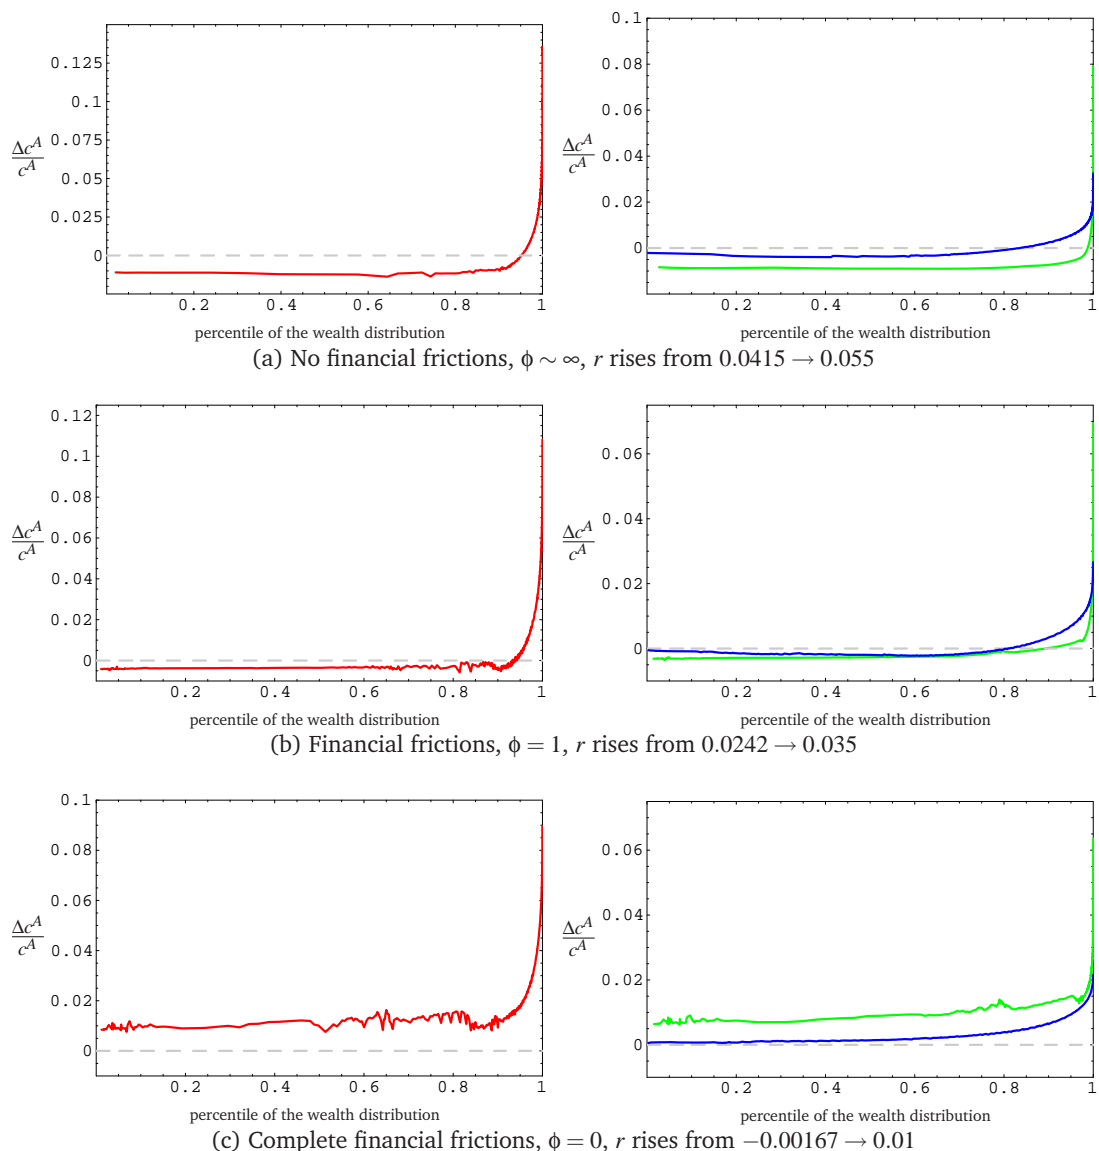 0.125
0.1
0.075
0.05
0.025
0
Δc^A
c^A
0.2 0.4 0.6 0.8 1
percentile of the wealth distribution
0.1
0.08
0.06
0.04
0.02
0
Δc^A
c^A
0.2 0.4 0.6 0.8 1
percentile of the wealth distribution
(a) No financial frictions, ϕ ∼ ∞, r rises from 0.0415 → 0.055
0.12
0.1
0.08
0.06
0.04
0.02
0
Δc^A
c^A
0.2 0.4 0.6 0.8 1
percentile of the wealth distribution
0.06
0.04
0.02
0
Δc^A
c^A
0.2 0.4 0.6 0.8 1
percentile of the wealth distribution
(b) Financial frictions, ϕ = 1, r rises from 0.0242 → 0.035
0.1
0.08
0.06
0.04
0.02
0
Δc^A
c^A
0.2 0.4 0.6 0.8 1
percentile of the wealth distribution
0.06
0.04
0.02
0
Δc^A
c^A
0.2 0.4 0.6 0.8 1
percentile of the wealth distribution
(c) Complete financial frictions, ϕ = 0, r rises from −0.00167 → 0.01